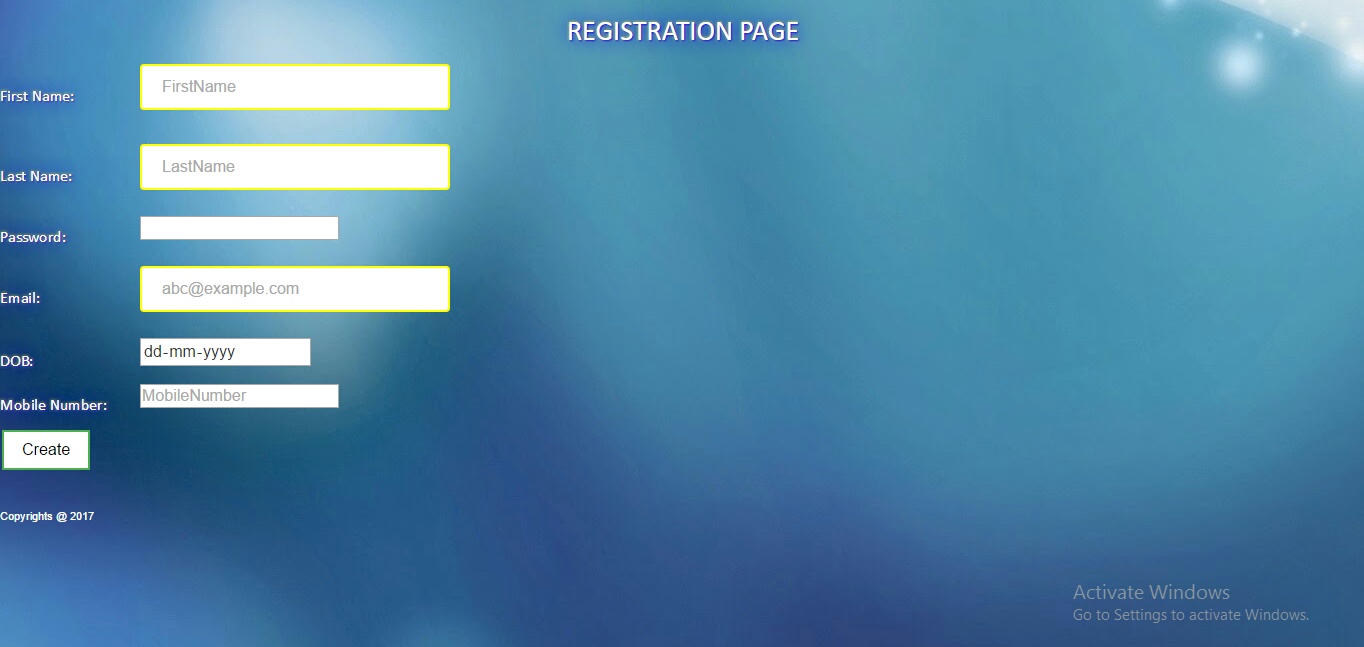 REGISTRATION PAGE
First Name: FirstName
Last Name: LastName
Password:
Email: abc@example.com
DOB: dd-mm-yyyy
Mobile Number: MobileNumber
Create
Copyrights @ 2017
Activate Windows
Go to Settings to activate Windows.